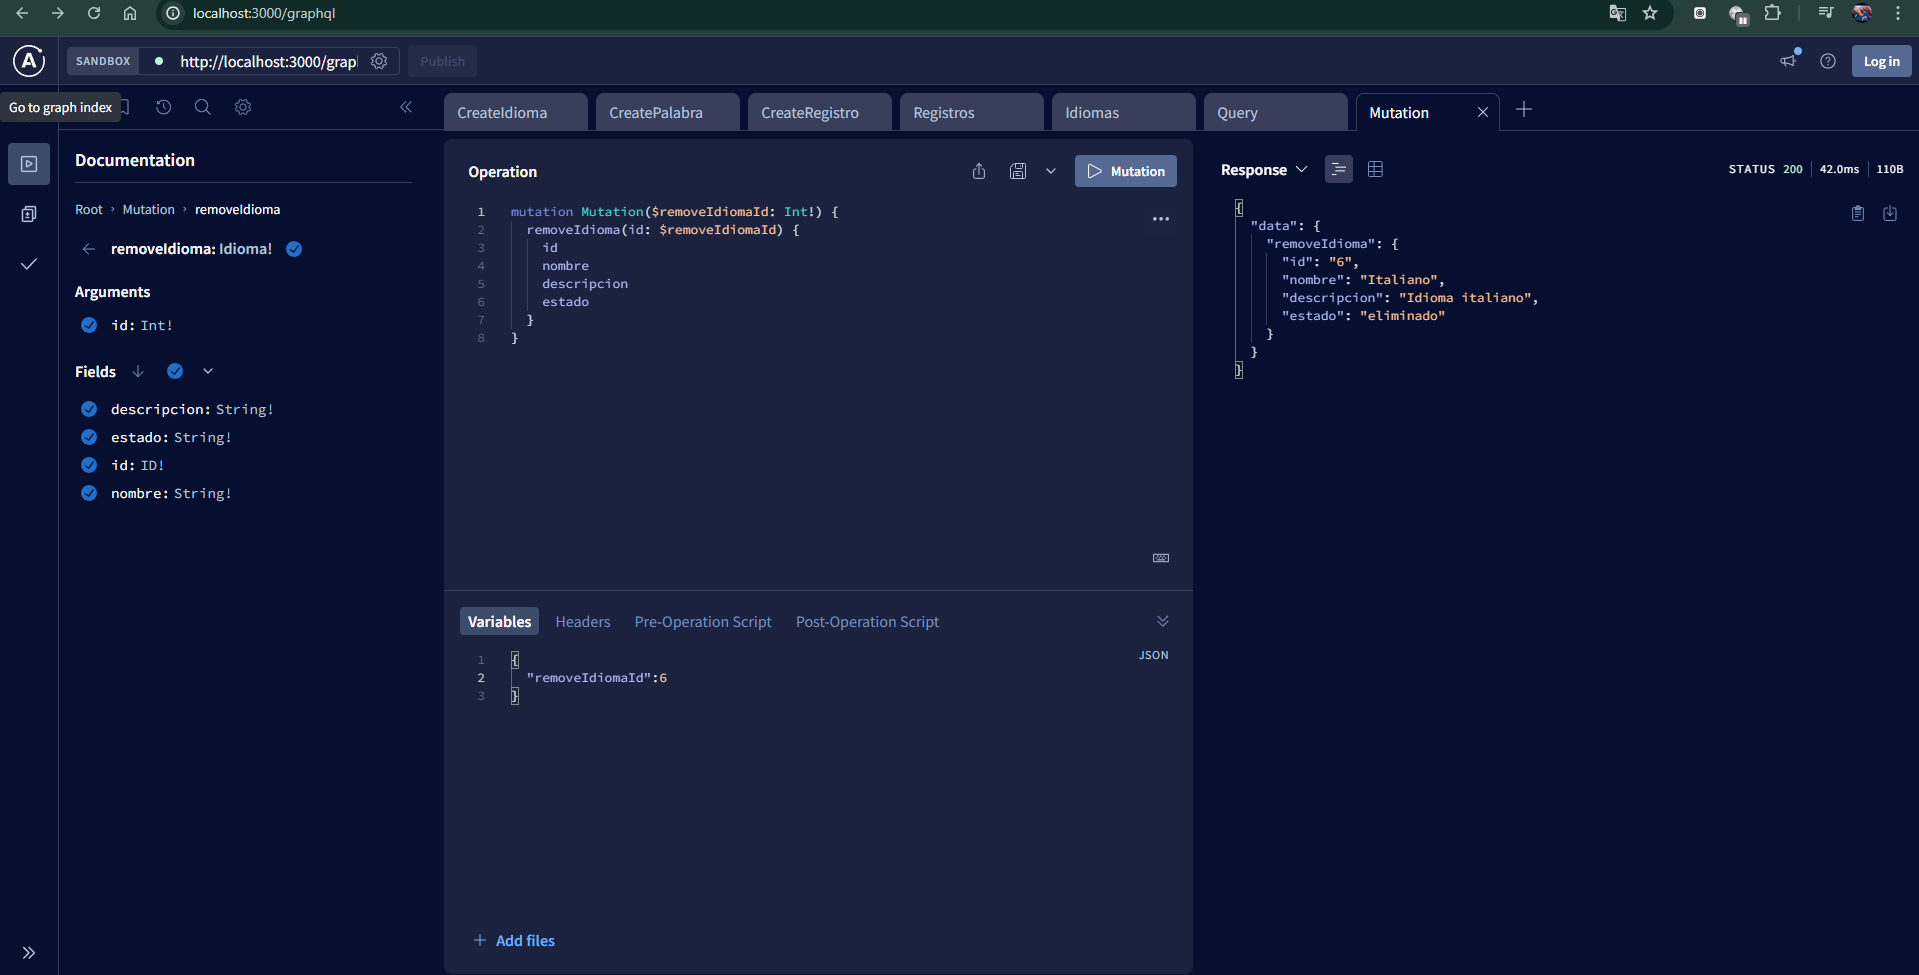 localhost:3000/graphql
SANDBOX
http://localhost:3000/grap
Publish
Log in
Go to graph index
CreateIdioma
CreatePalabra
CreateRegistro
Registros
Idiomas
Query
Mutation
Documentation
Root › Mutation › removeIdioma
removeIdioma: Idioma!
Arguments
id: Int!
Fields
descripcion: String!
estado: String!
id: ID!
nombre: String!
Operation
Mutation
1 mutation Mutation($removeIdiomaId: Int!) {
2 removeIdioma(id: $removeIdiomaId) {
3 id
4 nombre
5 descripcion
6 estado
7 }
8 }
Variables
Headers
Pre-Operation Script
Post-Operation Script
JSON
1 {
2 "removeIdiomaId":6
3 }
+ Add files
Response
STATUS 200
42.0ms
110B
{
"data": {
"removeIdioma": {
"id": "6",
"nombre": "Italiano",
"descripcion": "Idioma italiano",
"estado": "eliminado"
}
}
}